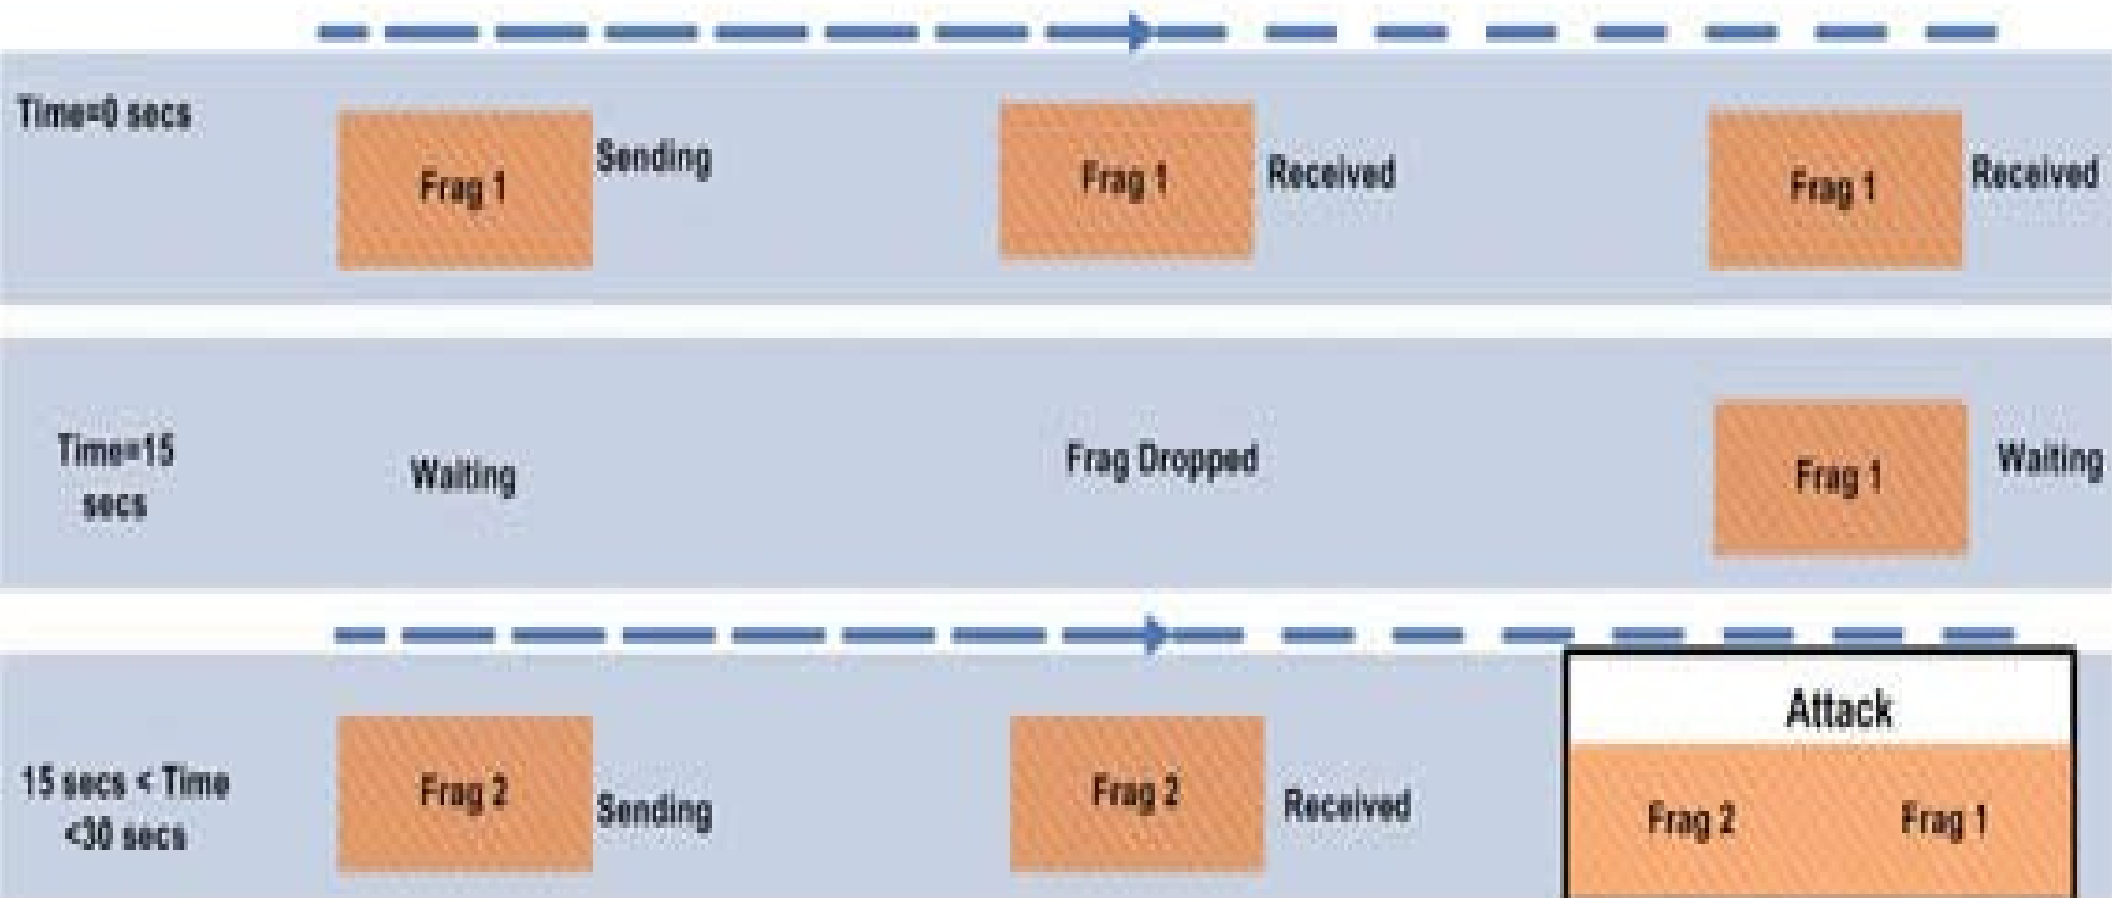 Time=0 secs
Frag 1
Sending
Frag 1
Received
Frag 1
Received
Time=15
secs
Waiting
Frag Dropped
Frag 1
Waiting
15 secs < Time
<30 secs
Frag 2
Sending
Frag 2
Received
Attack
Frag 2
Frag 1